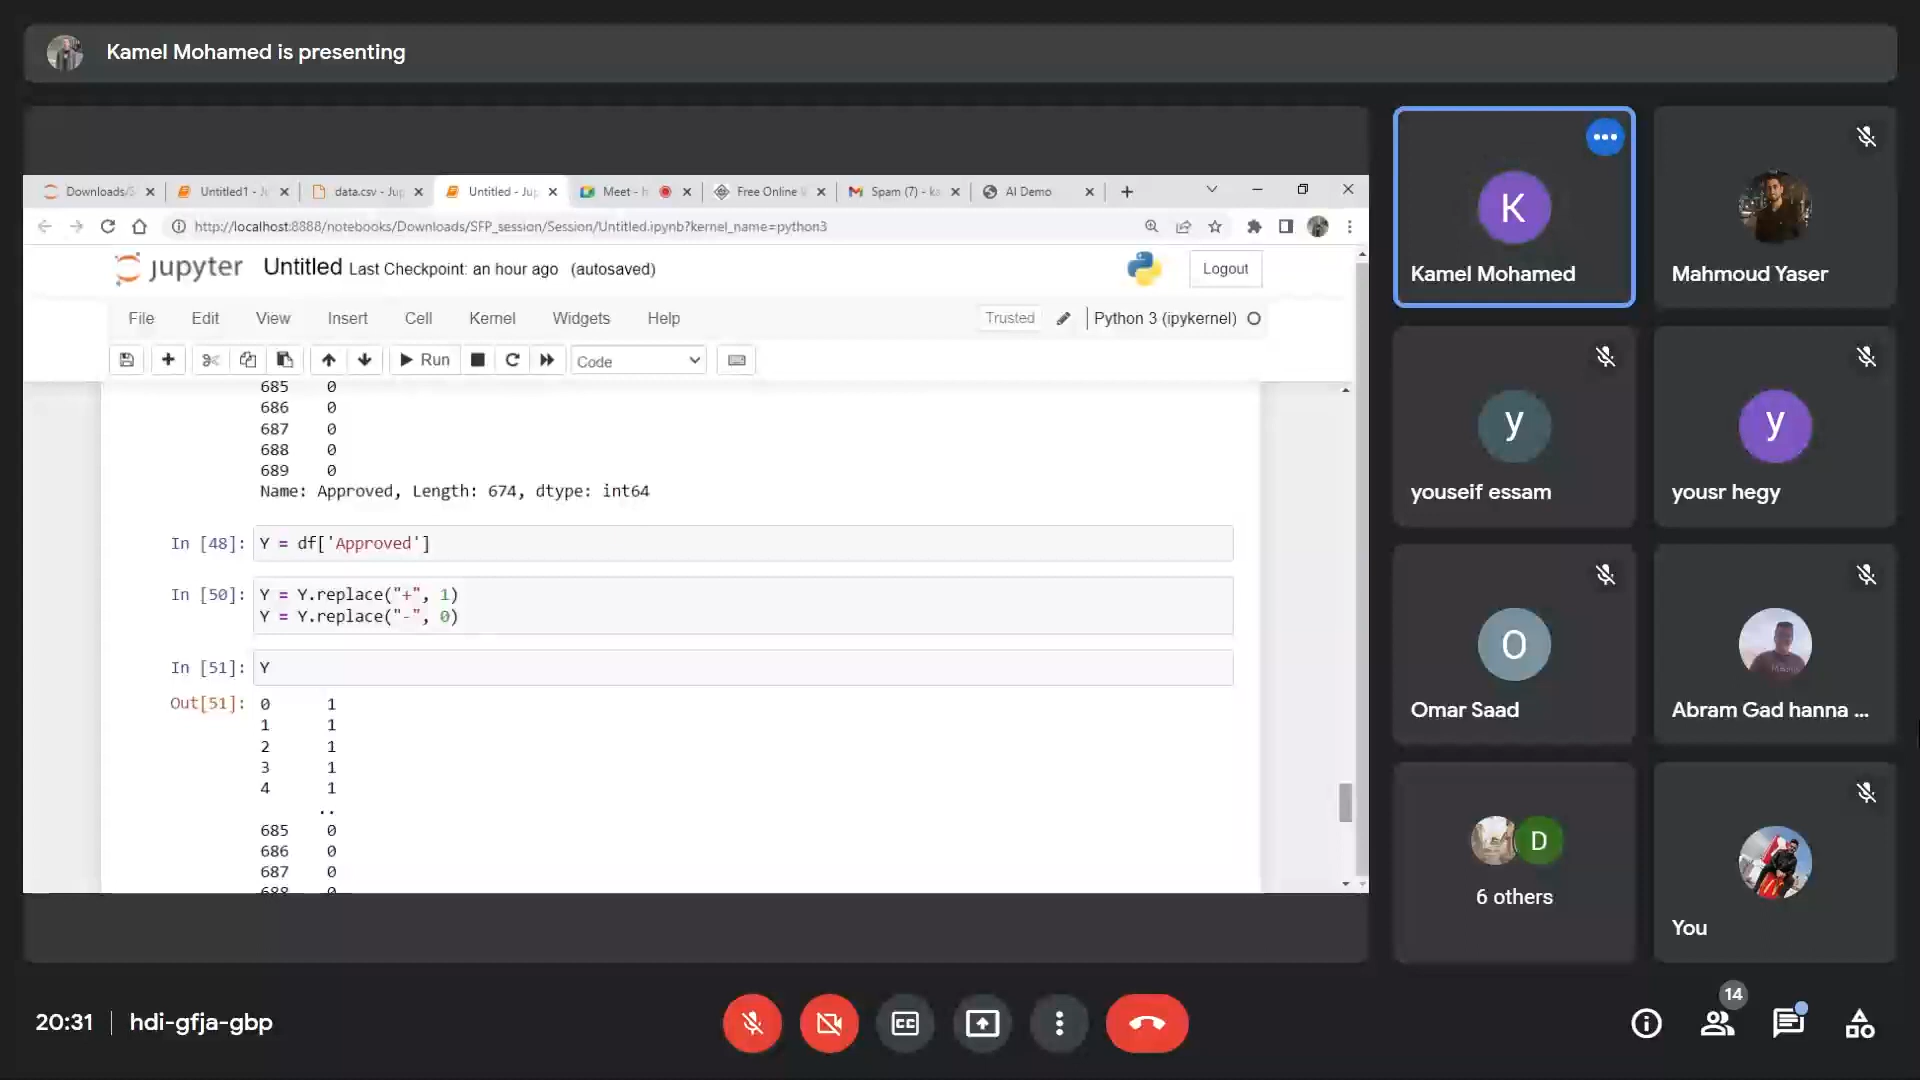 Kamel Mohamed is presenting
Downloads/S
Untitled1 - Ju
data.csv - Jup
Untitled - Jup
Meet - h
Free Online
Spam (7) - ka
AI Demo
http://localhost:8888/notebooks/Downloads/SFP_session/Session/Untitled.ipynb?kernel_name=python3
jupyter Untitled Last Checkpoint: an hour ago (autosaved)
Logout
File Edit View Insert Cell Kernel Widgets Help
Trusted
Python 3 (ipykernel)
Run
Code
685 0
686 0
687 0
688 0
689 0
Name: Approved, Length: 674, dtype: int64
In [48]: Y = df['Approved']
In [50]: Y = Y.replace("+", 1)
Y = Y.replace("-", 0)
In [51]: Y
Out[51]: 0 1
1 1
2 1
3 1
4 1
..
685 0
686 0
687 0
688 0
K
Kamel Mohamed
Mahmoud Yaser
y
youseif essam
y
yousr hegy
O
Omar Saad
Abram Gad hanna ...
D
6 others
You
20:31
hdi-gfja-gbp
CC
14